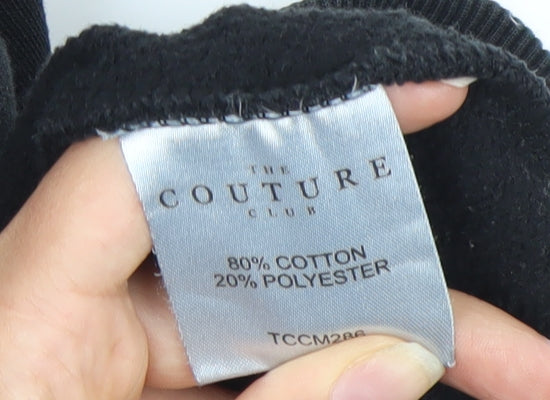 THE
COUTURE
CLUB
80% COTTON
20% POLYESTER
TCCM286